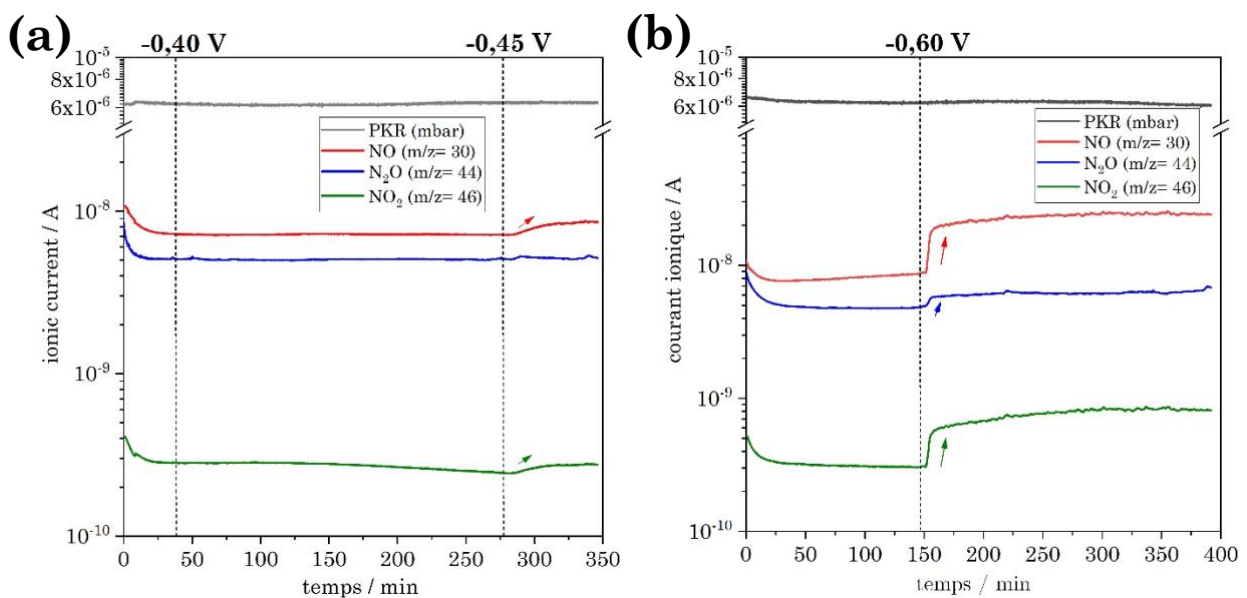 (a)
-0,40 V
-0,45 V
10⁻⁵
8x10⁻⁶
6x10⁻⁶
PKR (mbar)
NO (m/z= 30)
N₂O (m/z= 44)
NO₂ (m/z= 46)
10⁻⁸
10⁻⁹
10⁻¹⁰
ionic current / A
0 50 100 150 200 250 300 350
temps / min
(b)
-0,60 V
10⁻⁵
8x10⁻⁶
6x10⁻⁶
PKR (mbar)
NO (m/z= 30)
N₂O (m/z= 44)
NO₂ (m/z= 46)
10⁻⁸
10⁻⁹
10⁻¹⁰
courant ionique / A
0 50 100 150 200 250 300 350 400
temps / min